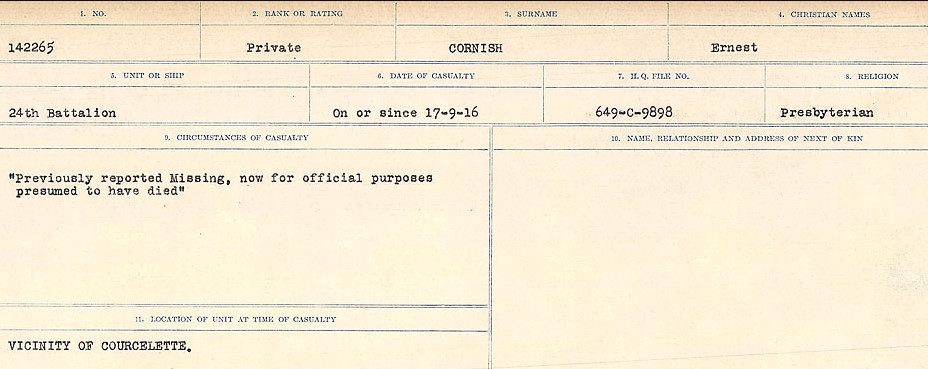 1. NO.
2. RANK OR RATING
3. SURNAME
4. CHRISTIAN NAMES
142265
Private
CORNISH
Ernest
5. UNIT OR SHIP
6. DATE OF CASUALTY
7. H.Q. FILE NO.
8. RELIGION
24th Battalion
On or since 17-9-16
649-C-9898
Presbyterian
9. CIRCUMSTANCES OF CASUALTY
10. NAME, RELATIONSHIP AND ADDRESS OF NEXT OF KIN
"Previously reported Missing, now for official purposes
presumed to have died"
11. LOCATION OF UNIT AT TIME OF CASUALTY
VICINITY OF COURCELETTE.